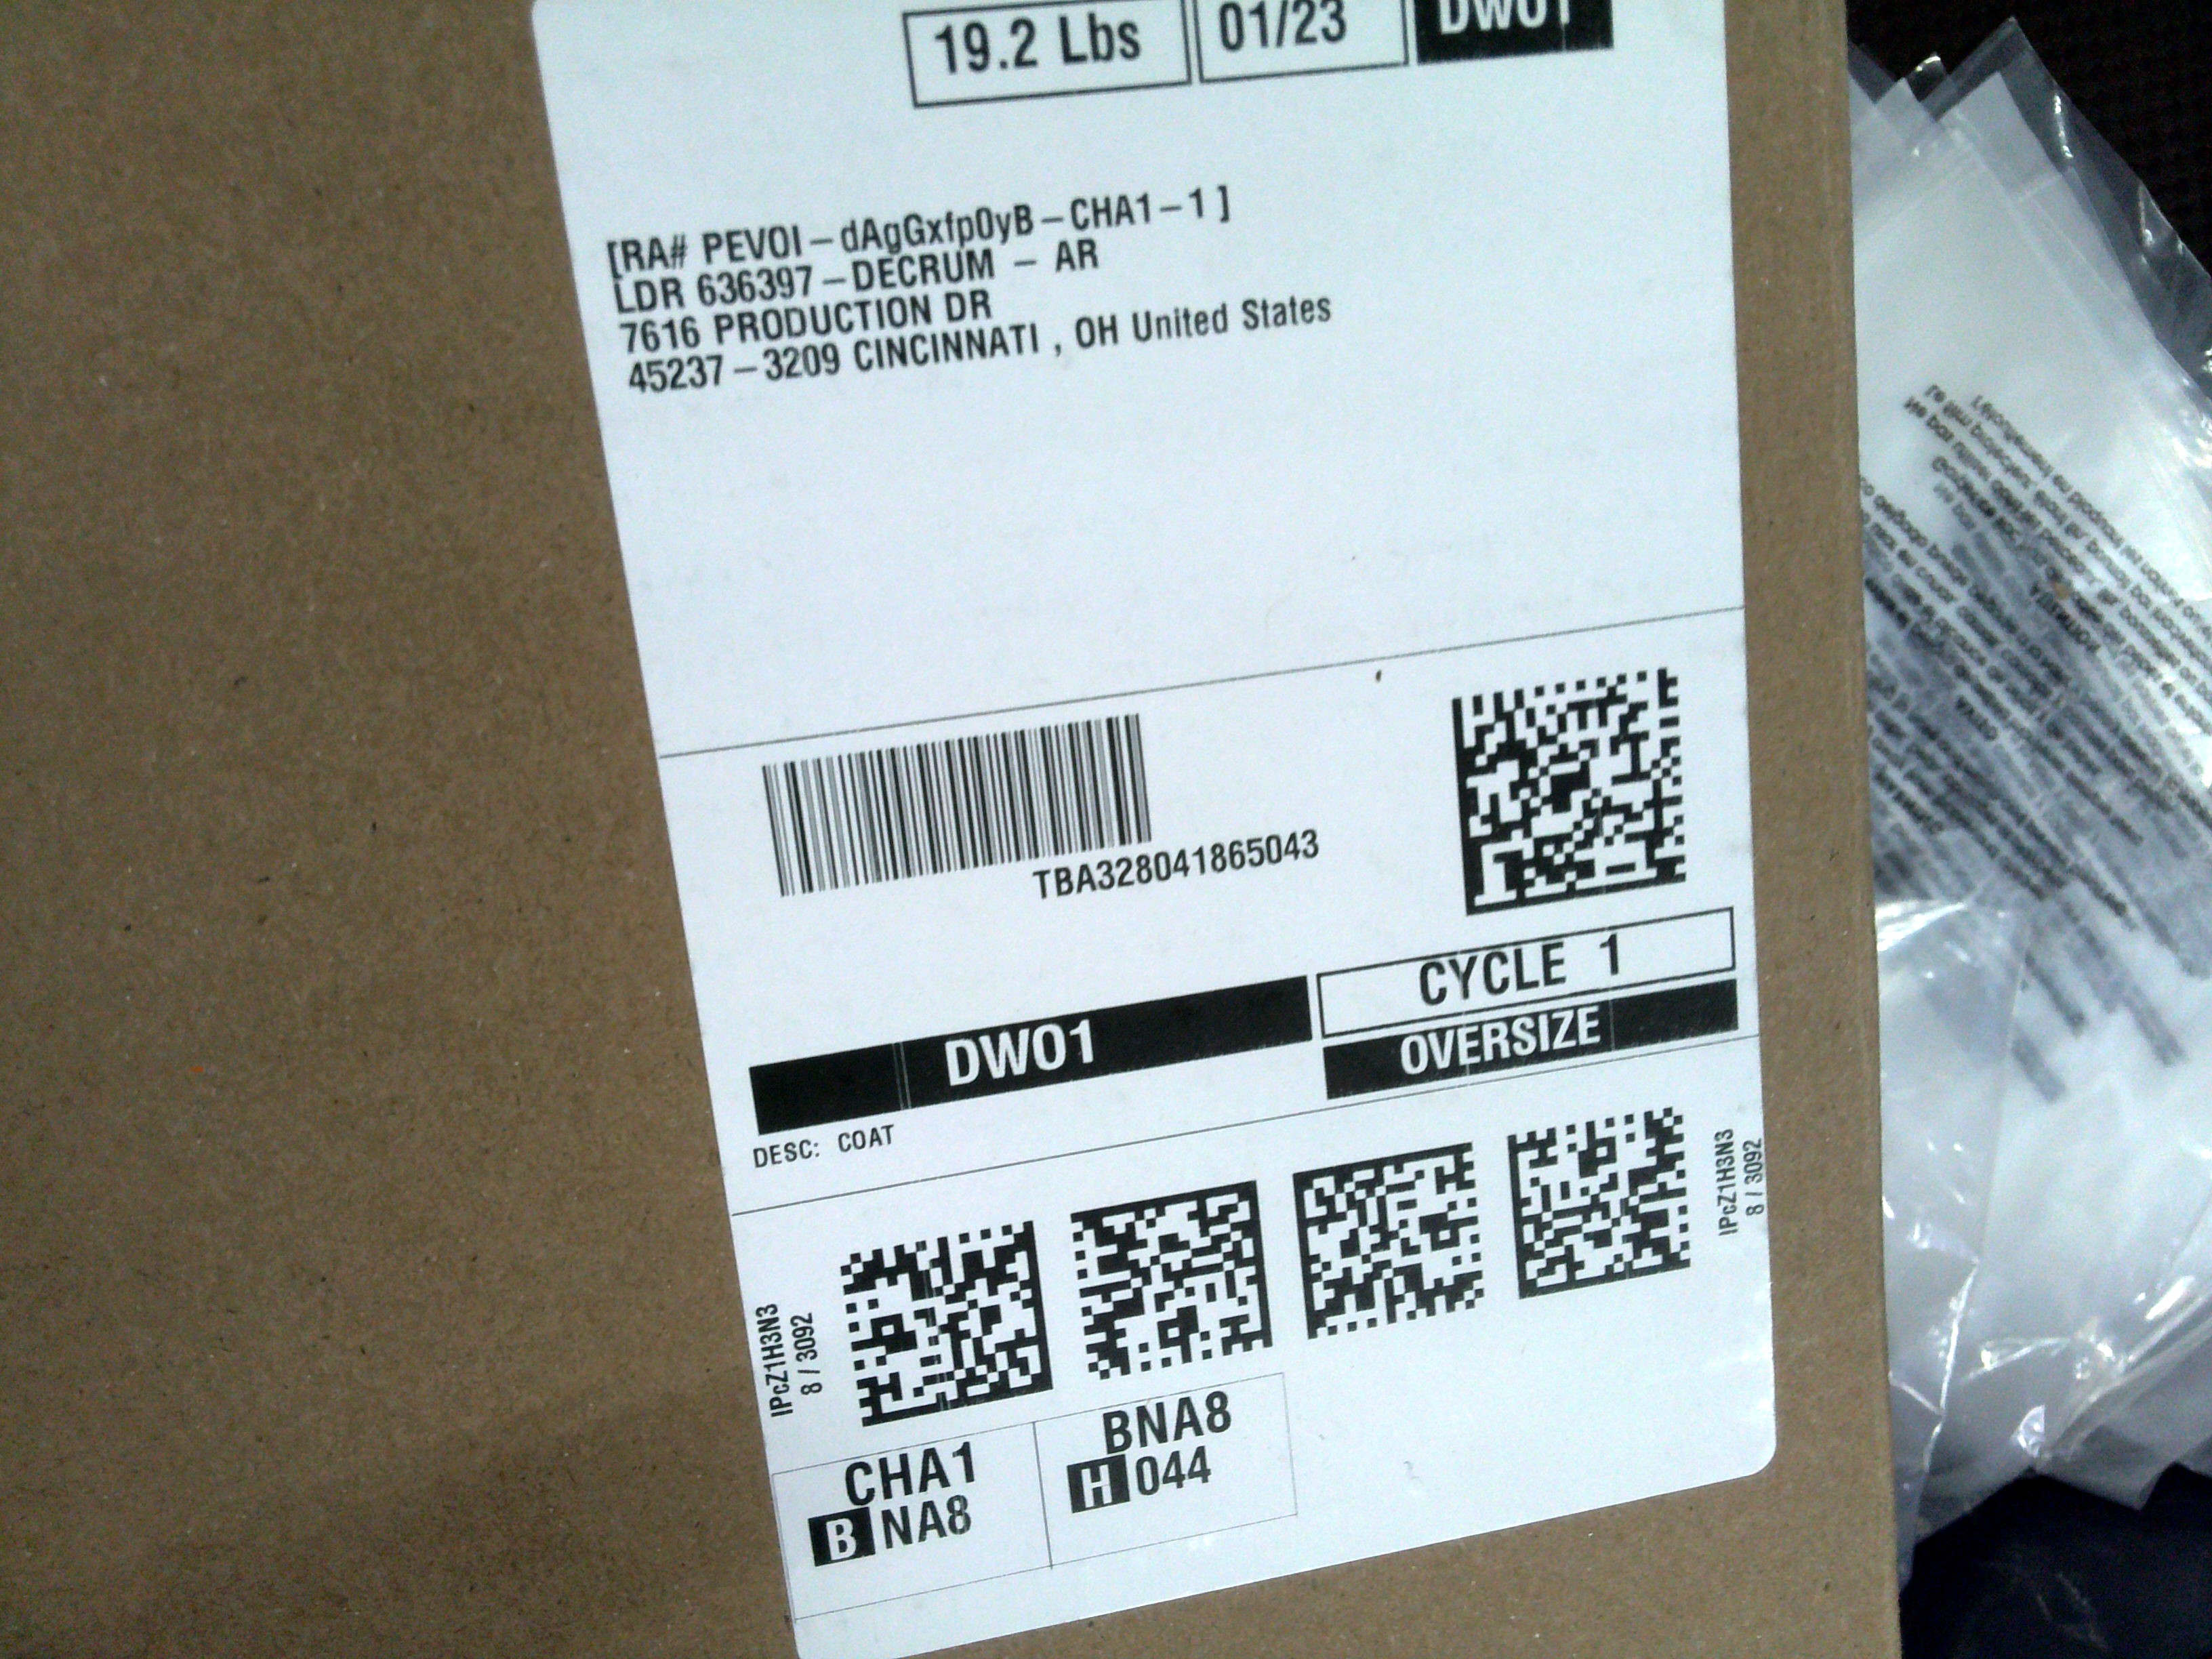 19.2 Lbs
01/23
DW01
[RA# PEVOI-dAgGxfp0yB-CHA1-1 ]
LDR 636397-DECRUM - AR
7616 PRODUCTION DR
45237-3209 CINCINNATI , OH United States
TBA328041865043
CYCLE 1
DWO1
OVERSIZE
DESC: COAT
IPcZ1H3N3
8 / 3092
IPcZ1H3N3
8 / 3092
CHA1
B NA8
BNA8
H 044